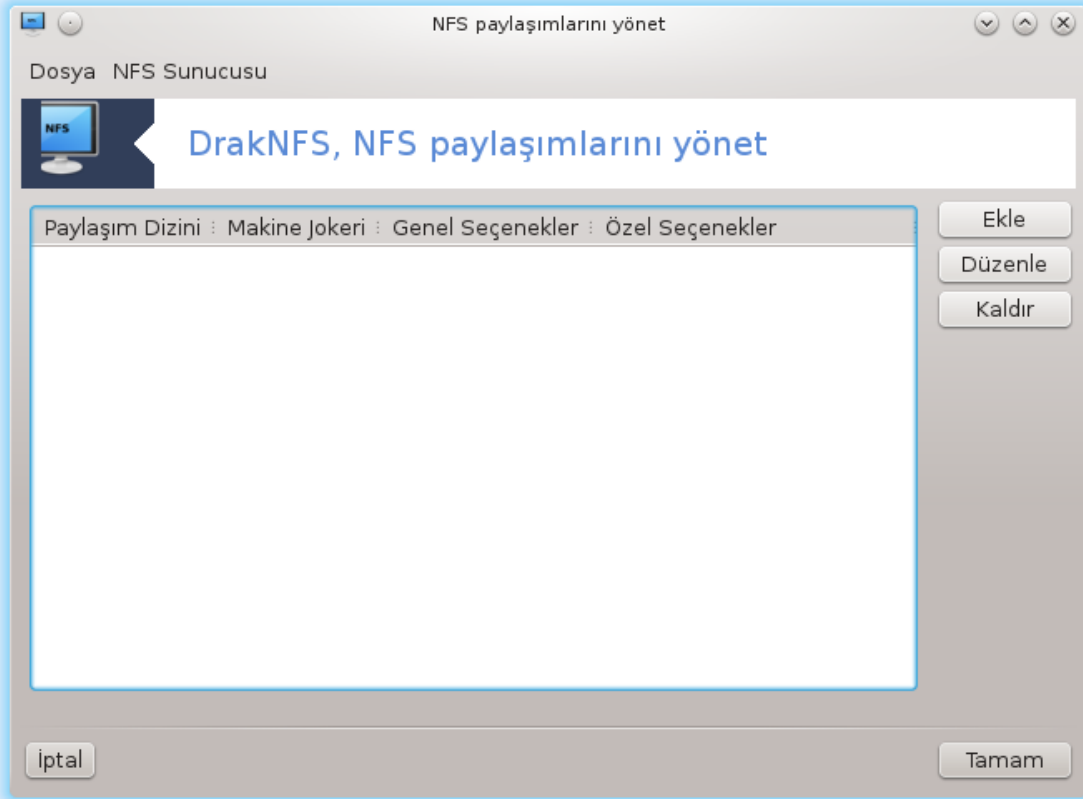 NFS paylaşımlarını yönet
Dosya NFS Sunucusu
NFS
DrakNFS, NFS paylaşımlarını yönet
Paylaşım Dizini Makine Jokeri Genel Seçenekler Özel Seçenekler
Ekle
Düzenle
Kaldır
İptal
Tamam